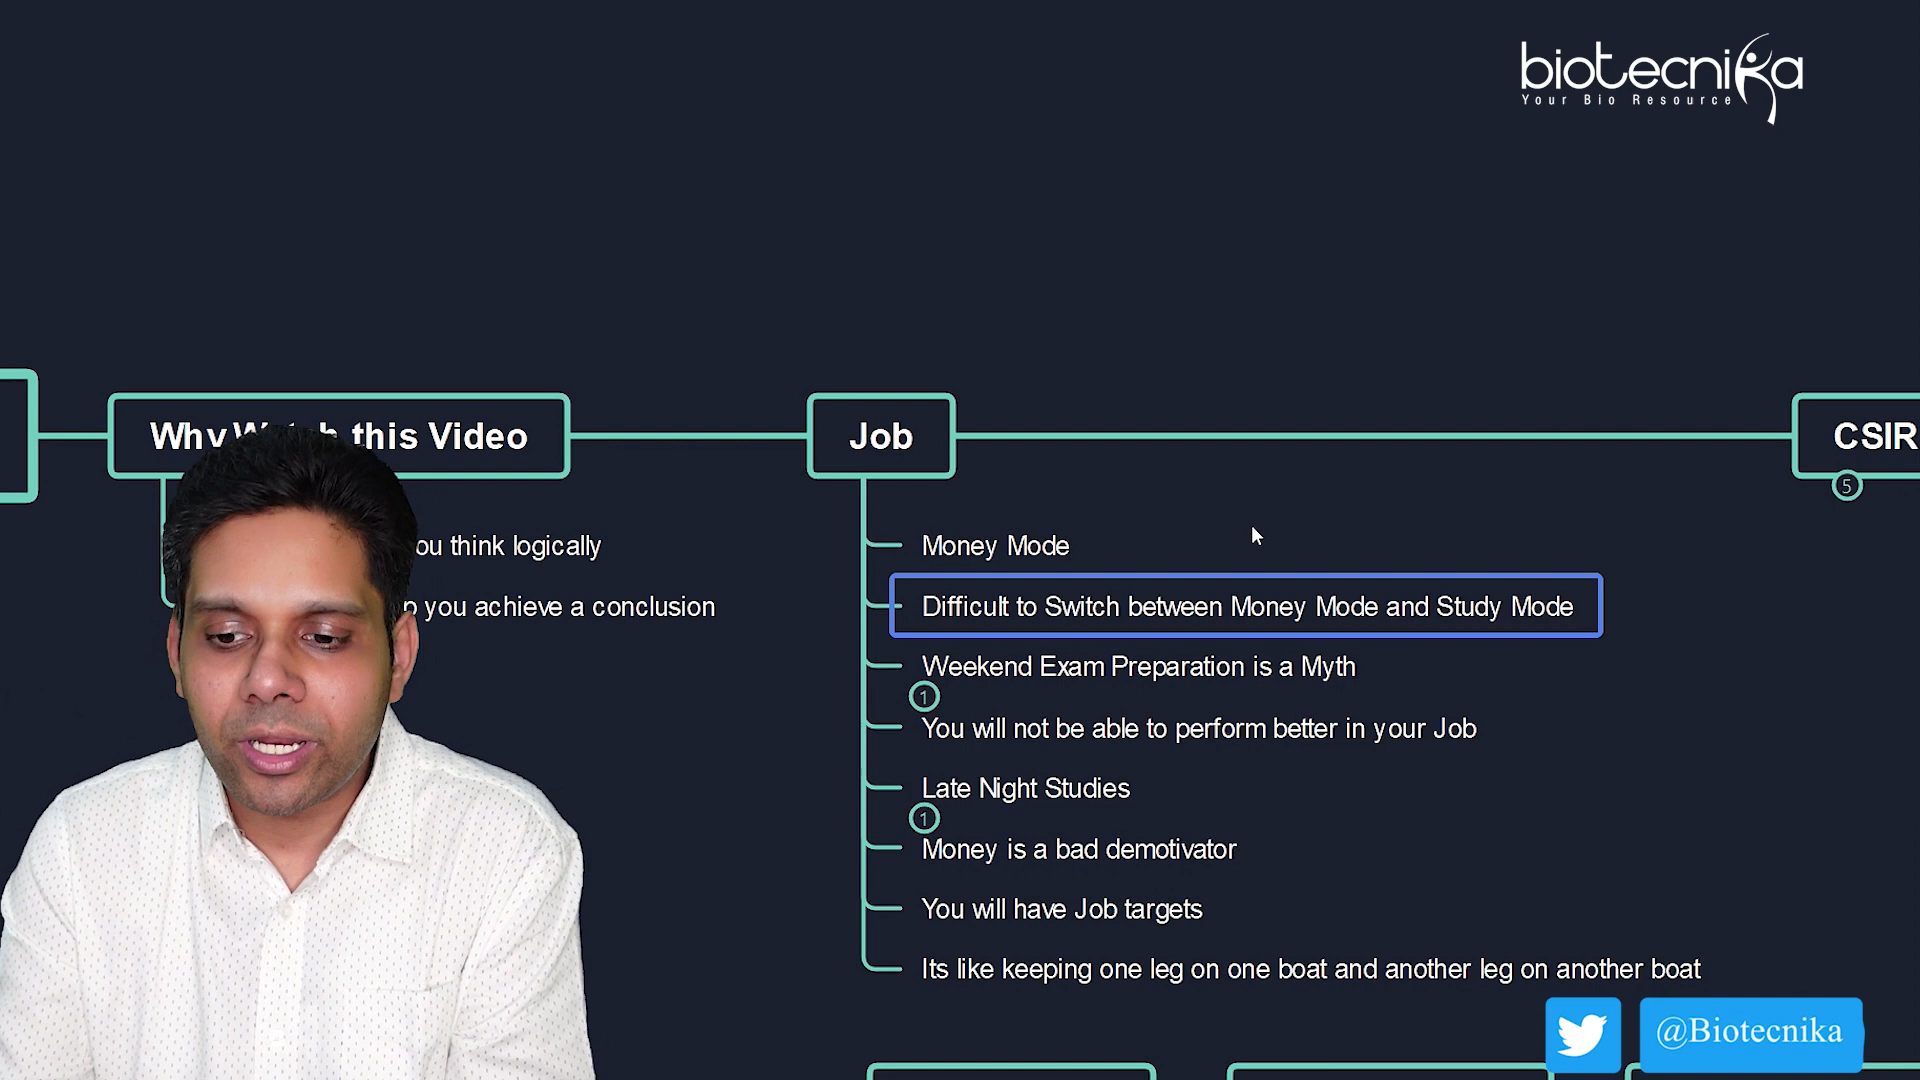 biotecnika
Your Bio Resource
Why Watch this Video
Job
CSIR
5
ou think logically
you achieve a conclusion
Money Mode
Difficult to Switch between Money Mode and Study Mode
Weekend Exam Preparation is a Myth
1
You will not be able to perform better in your Job
Late Night Studies
1
Money is a bad demotivator
You will have Job targets
Its like keeping one leg on one boat and another leg on another boat
@Biotecnika